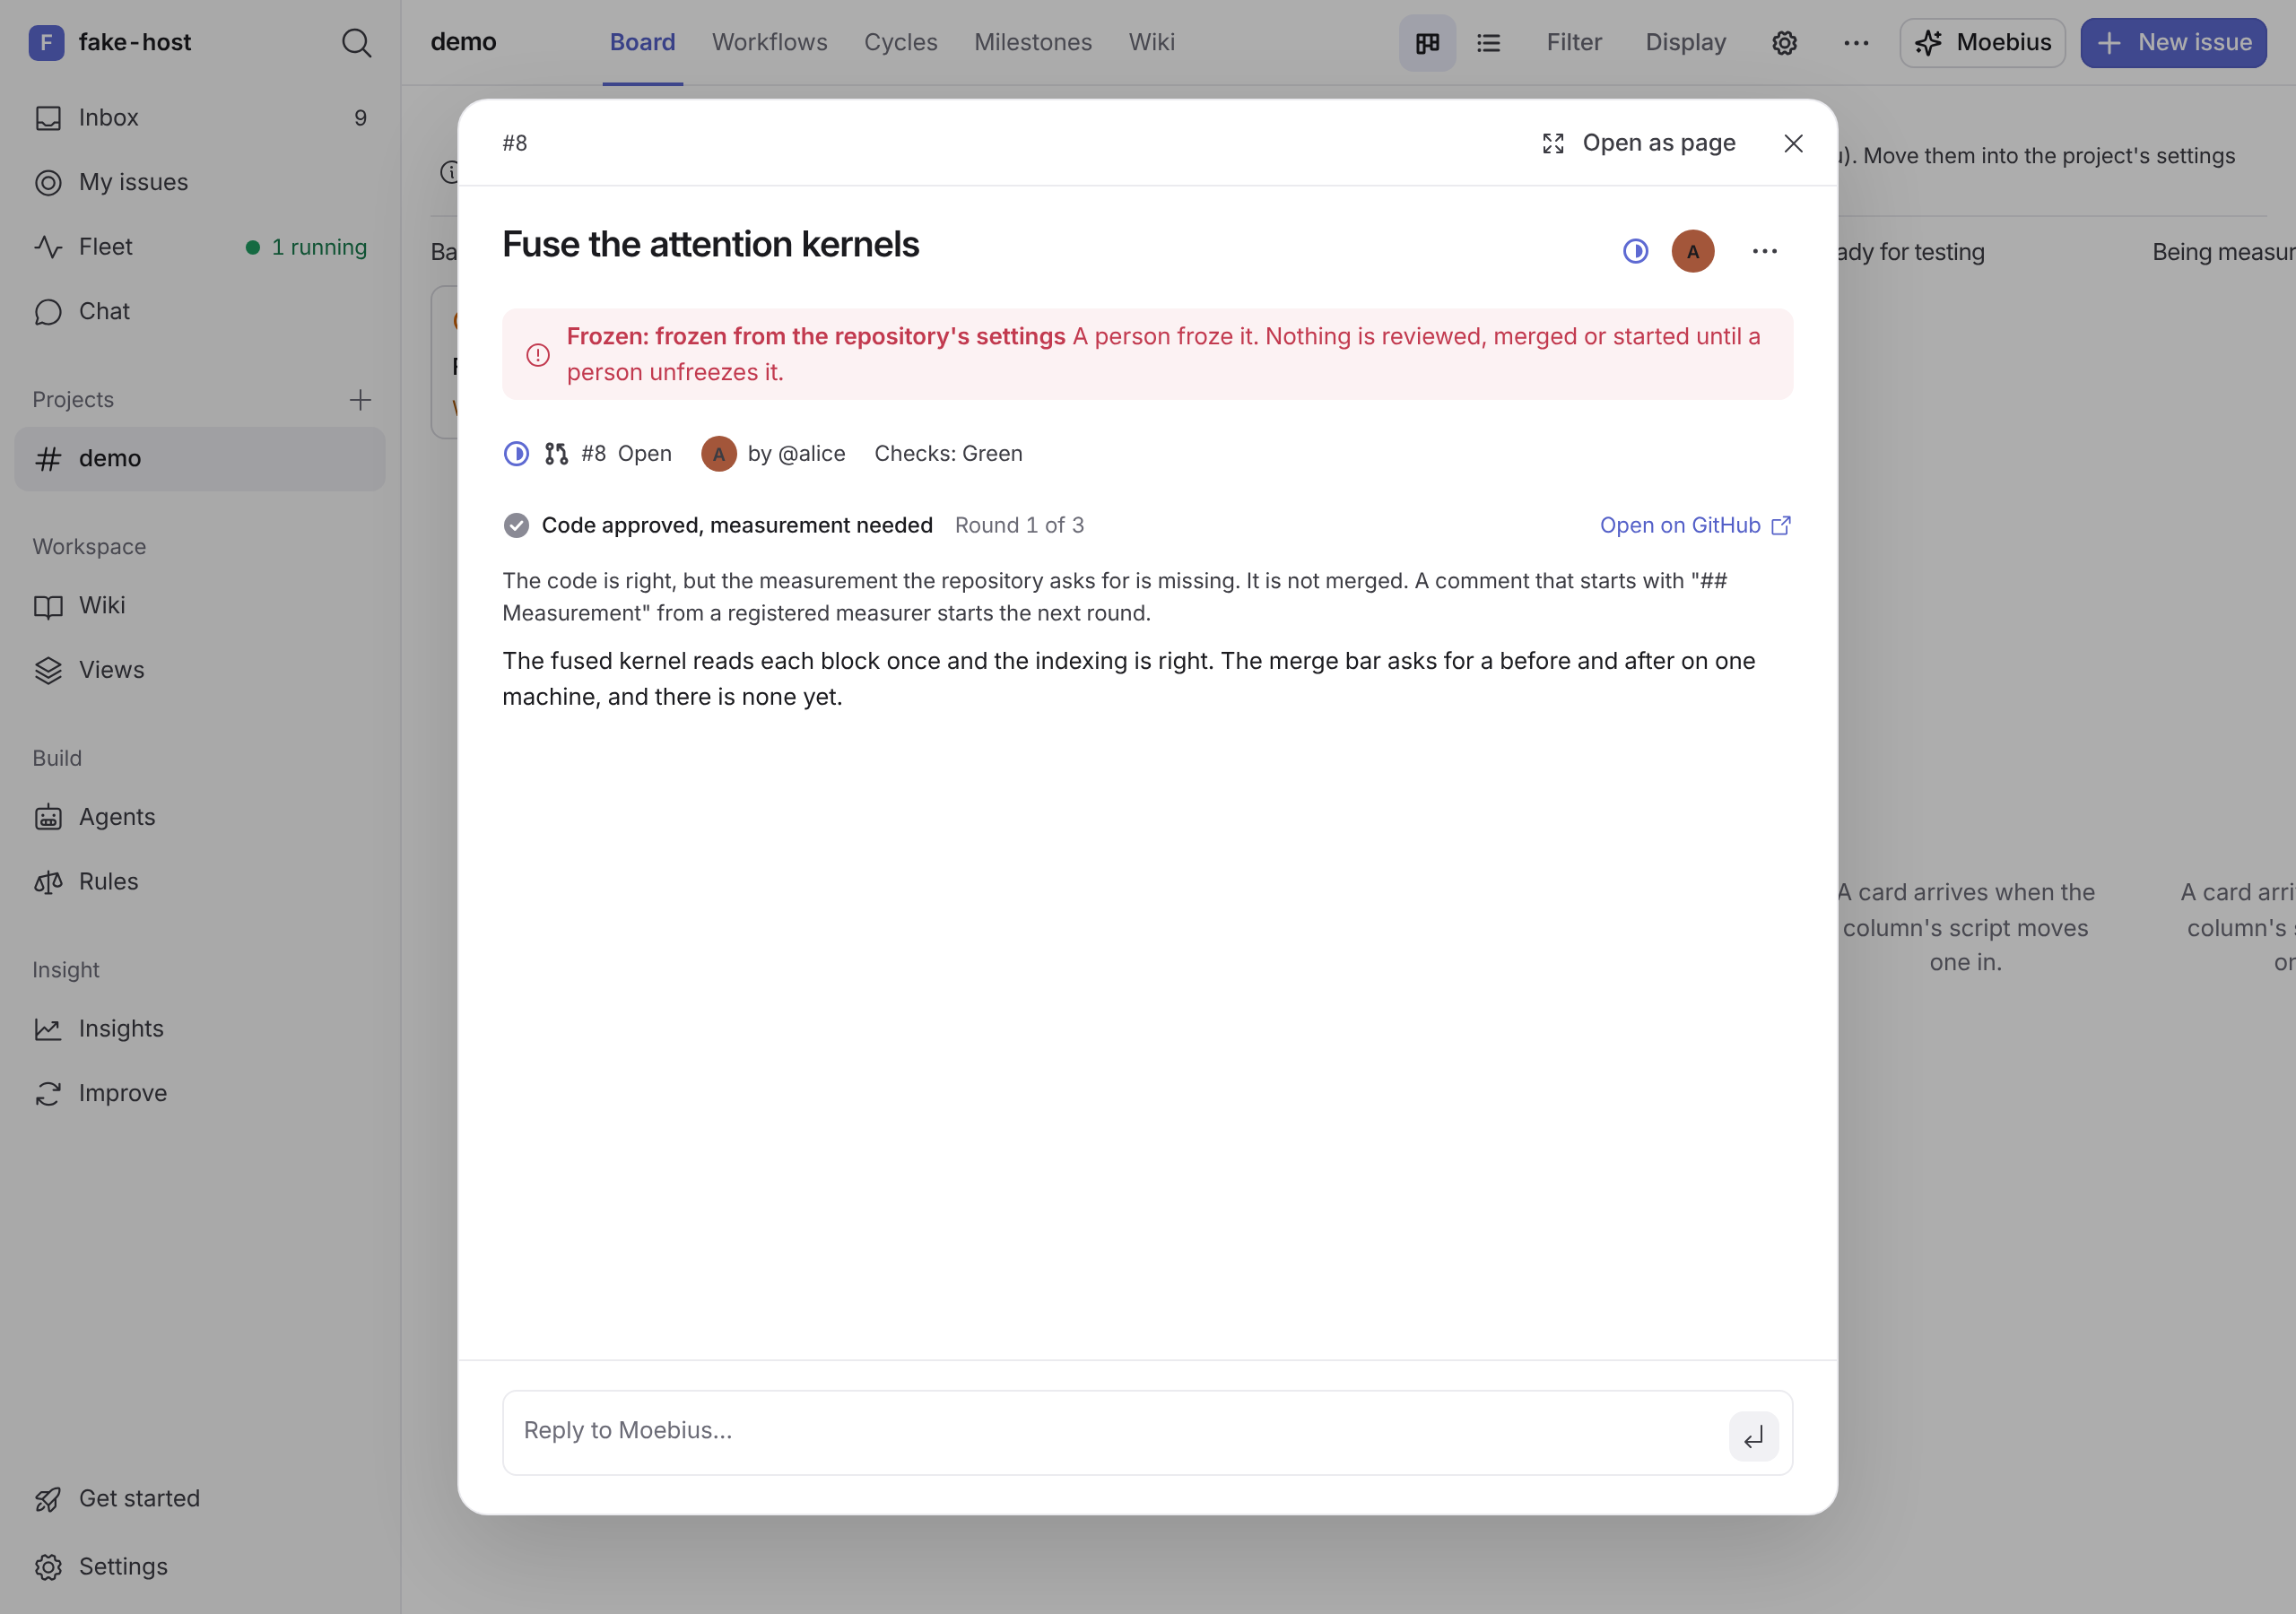 F fake-host
Inbox 9
My issues
Fleet 1 running
Chat
Projects
demo
Workspace
Wiki
Views
Build
Agents
Rules
Insight
Insights
Improve
Get started
Settings
demo Board Workflows Cycles Milestones Wiki Filter Display Moebius New issue
. Move them into the project's settings
Being measur
for testing
A card arrives when the
column's script moves
one in.
A card arri
column's
#8 Open as page
Fuse the attention kernels
A
Frozen: frozen from the repository's settings A person froze it. Nothing is reviewed, merged or started until a
person unfreezes it.
#8 Open A by @alice Checks: Green
Code approved, measurement needed Round 1 of 3 Open on GitHub
The code is right, but the measurement the repository asks for is missing. It is not merged. A comment that starts with "##
Measurement" from a registered measurer starts the next round.
The fused kernel reads each block once and the indexing is right. The merge bar asks for a before and after on one
machine, and there is none yet.
Reply to Moebius...